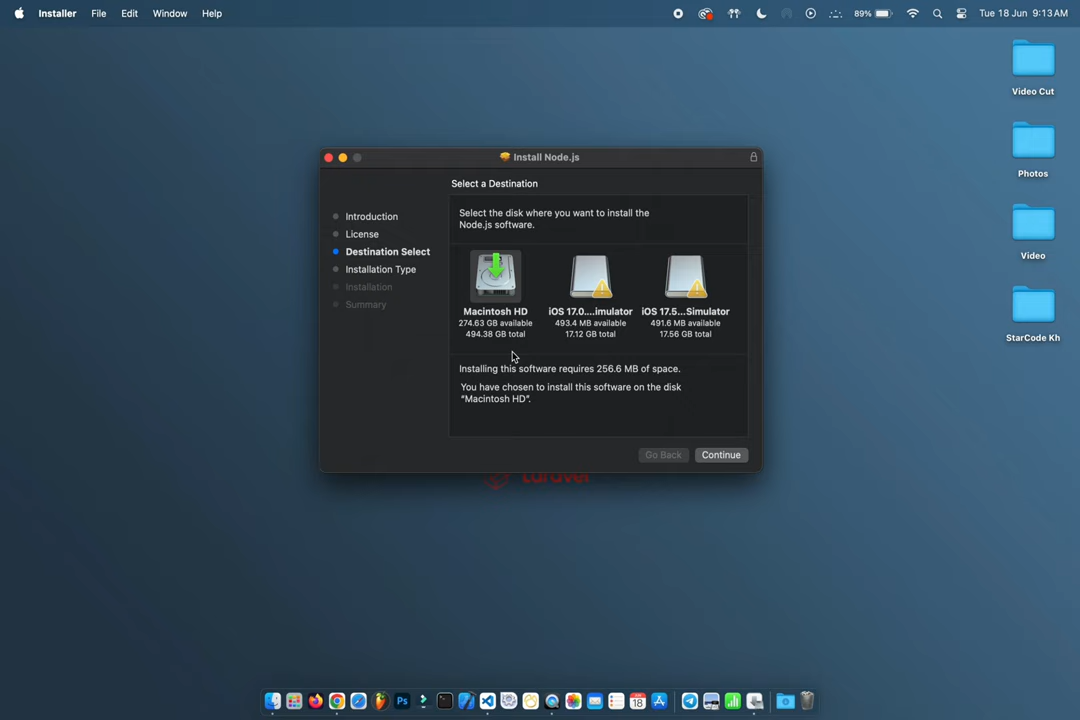 Installer File Edit Window Help 89% Tue 18 Jun 9:13AM
Video Cut
Photos
Video
StarCode Kh
Install Node.js
Select a Destination
Introduction
License
Destination Select
Installation Type
Installation
Summary
Select the disk where you want to install the
Node.js software.
Macintosh HD
274.63 GB available
494.38 GB total
iOS 17.0....imulator
493.4 MB available
17.12 GB total
iOS 17.5...Simulator
491.6 MB available
17.56 GB total
Installing this software requires 256.6 MB of space.
You have chosen to install this software on the disk
“Macintosh HD”.
Go Back Continue
Laravel
Ps
JUN
18